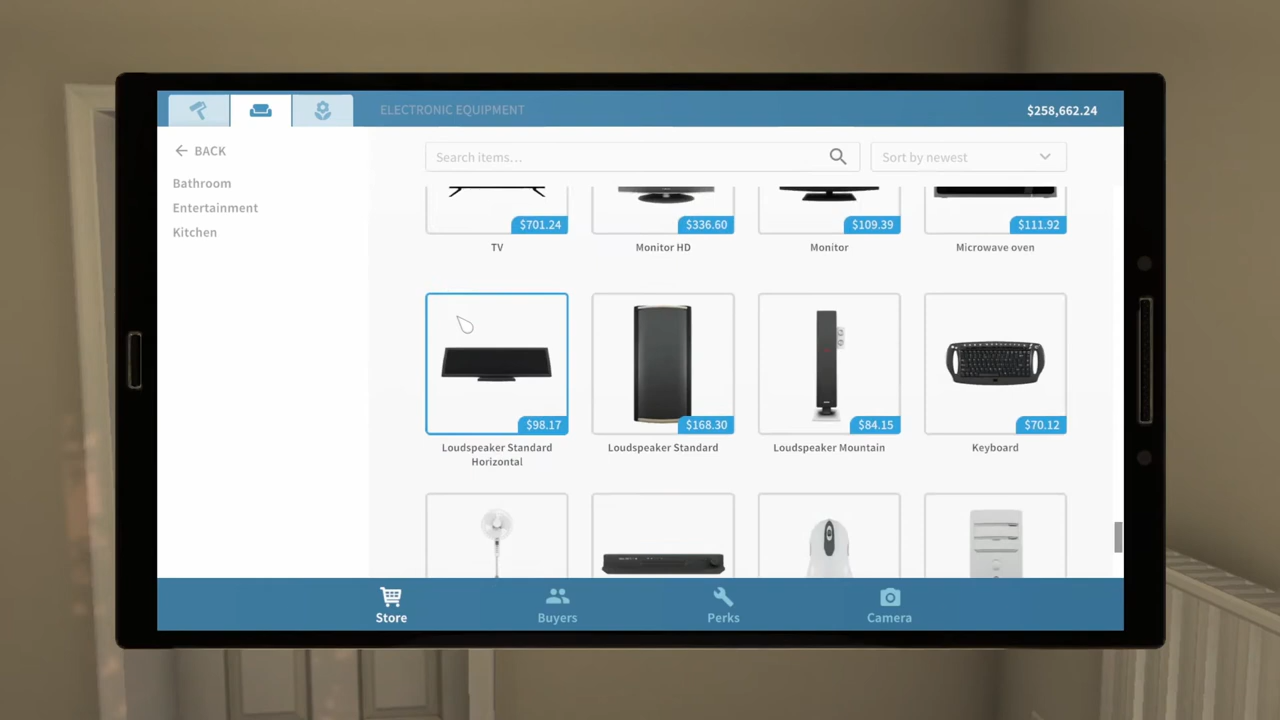 ELECTRONIC EQUIPMENT
$258,662.24
BACK
Search items...
Sort by newest
Bathroom
Entertainment
Kitchen
$701.24
$336.60
$109.39
$111.92
TV
Monitor HD
Monitor
Microwave oven
$98.17
$168.30
$84.15
$70.12
Loudspeaker Standard
Horizontal
Loudspeaker Standard
Loudspeaker Mountain
Keyboard
Store
Buyers
Perks
Camera